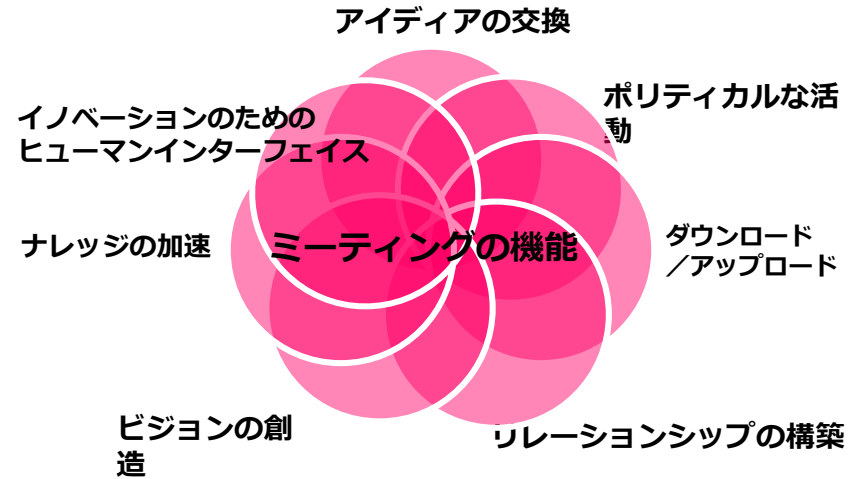 アイディアの交換
ポリティカルな活
動
イノベーションのための
ヒューマンインターフェイス
ナレッジの加速
ミーティングの機能
ダウンロード
／アップロード
ビジョンの創
造
リレーションシップの構築